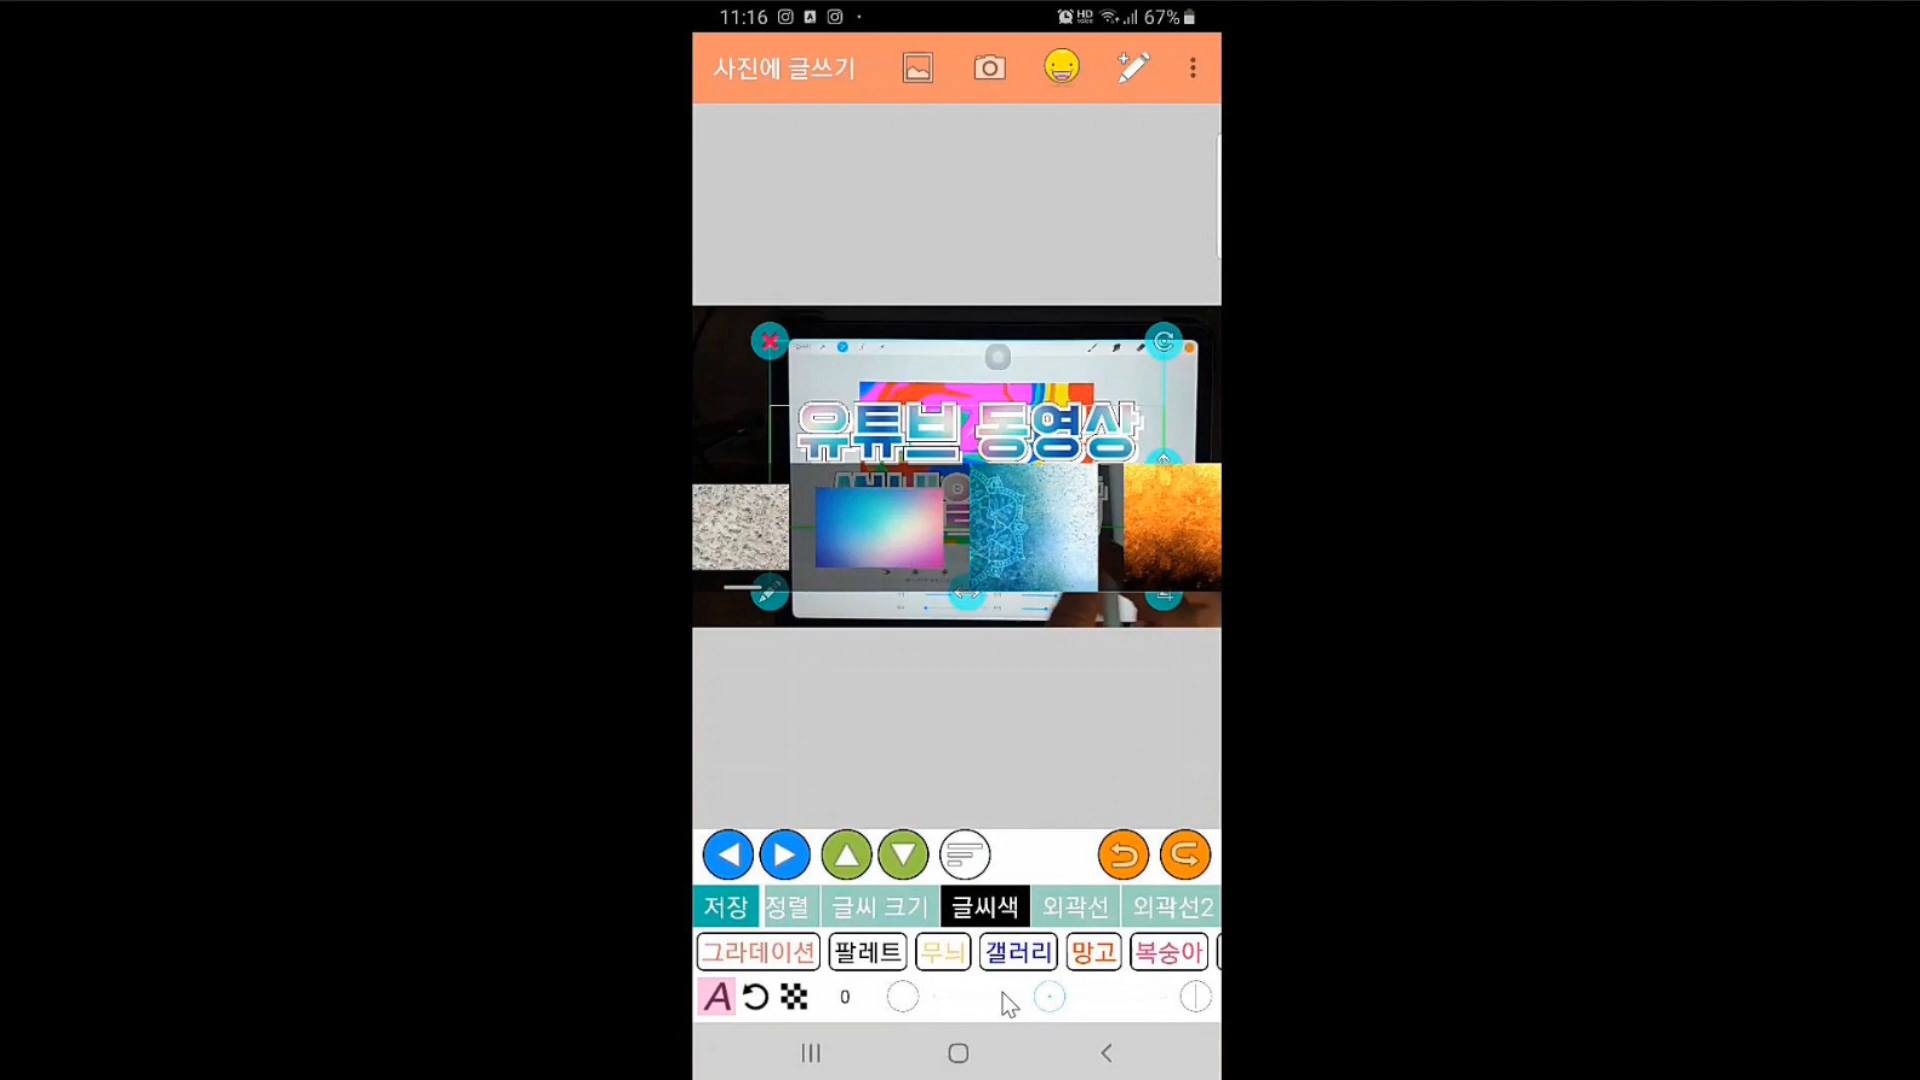 11:16 HD voice 67%
사진에 글쓰기
유튜브 동영상
저장 정렬 글씨 크기 글씨색 외곽선 외곽선2
그라데이션 팔레트 무늬 갤러리 망고 복숭아
A 0